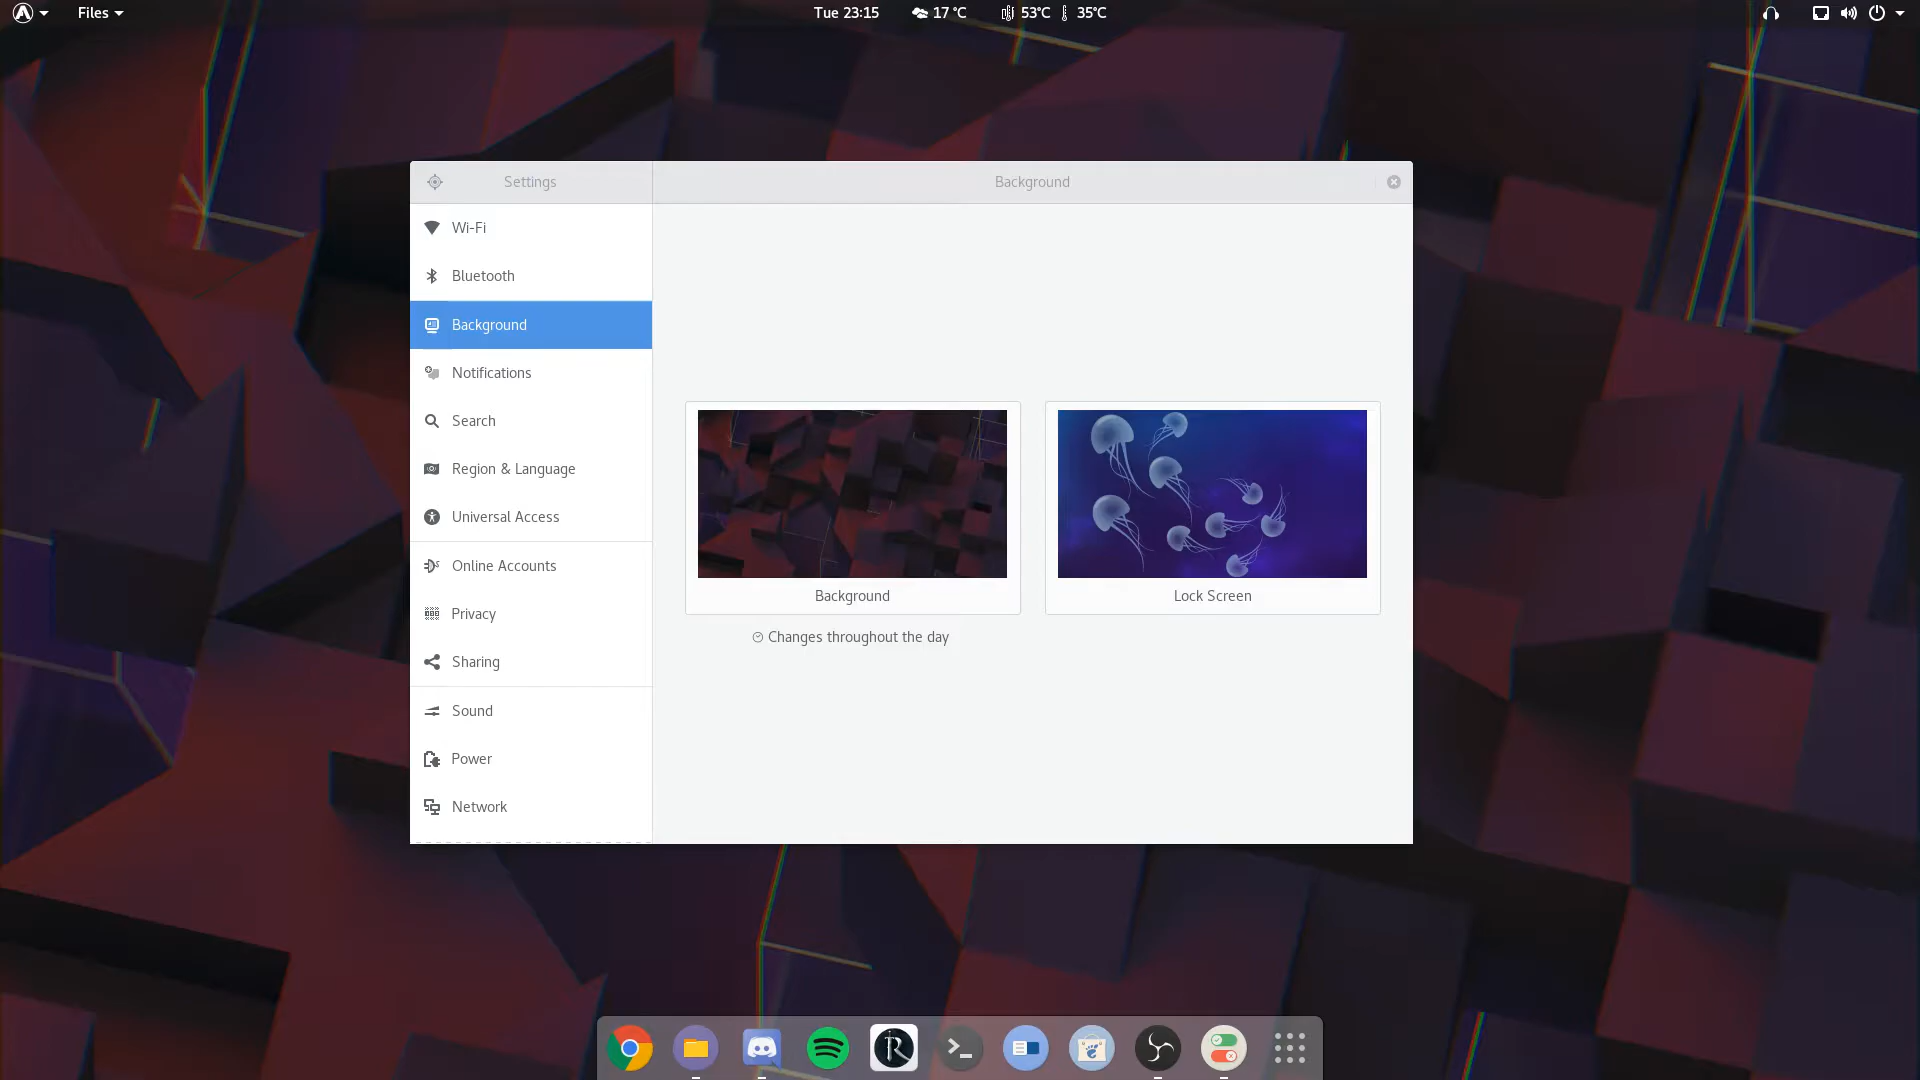 Files
Tue 23:15
17 °C
53°C
35°C
Settings
Background
Wi-Fi
Bluetooth
Background
Notifications
Search
Region & Language
Universal Access
Online Accounts
Privacy
Sharing
Sound
Power
Network
Background
Lock Screen
Changes throughout the day